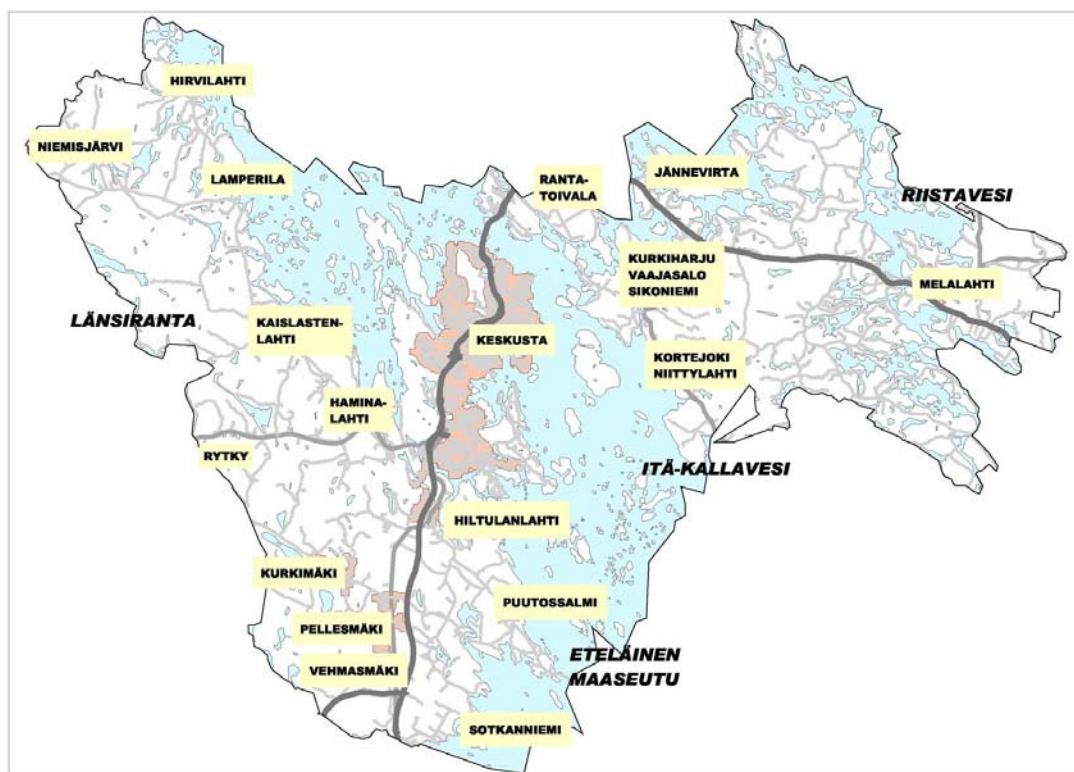 HIRVILAHTI
NIEMISJÄRVI
LAMPERILA
RANTA-
TOIVALA
JÄNNEVIRTA
RIISTAVESI
KURKIHARJU
VAAJASALO
SIKONIEMI
MELALAHTI
LÄNSIRANTA
KAISLASTEN-
LAHTI
KESKUSTA
KORTEJOKI
NIITTYLAHTI
HAMINA-
LAHTI
RYTKY
ITÄ-KALLAVESI
HILTULANLAHTI
KURKIMÄKI
PUUTOSSALMI
PELLESMÄKI
ETELÄINEN
MAASEUTU
VEHMASMÄKI
SOTKANNIEMI